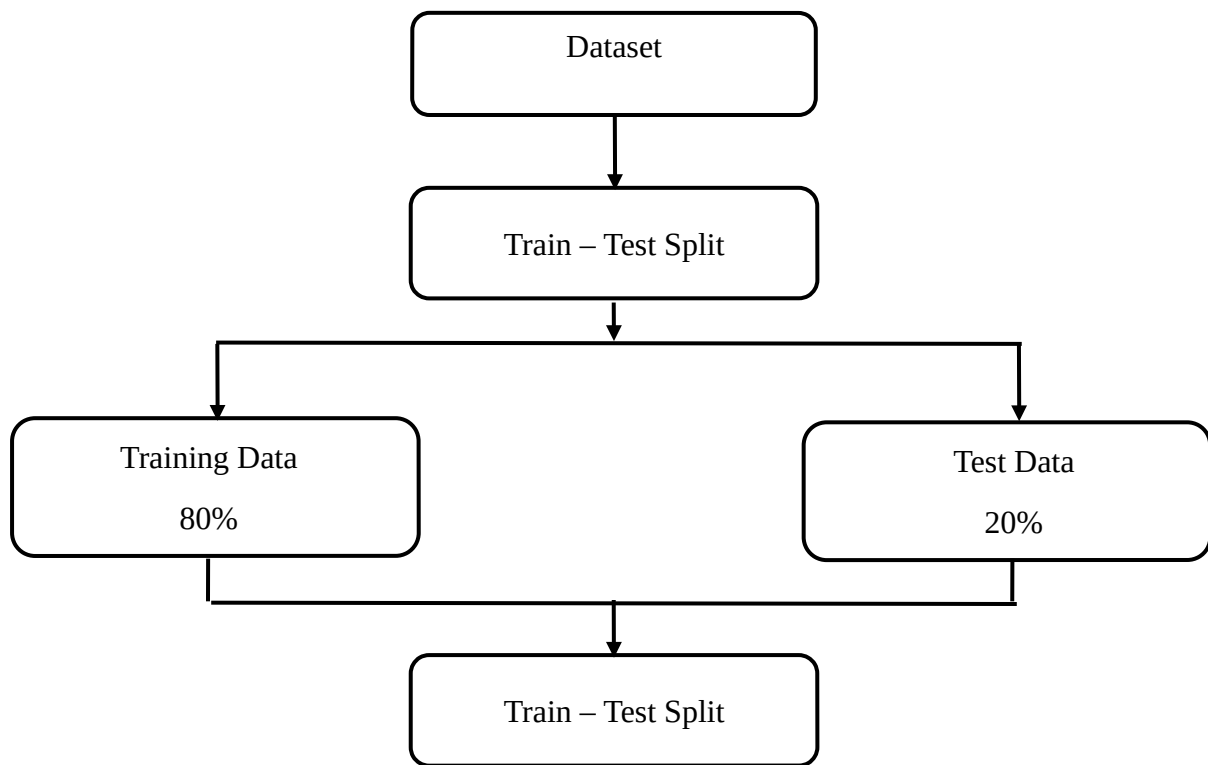 Dataset
Train – Test Split
Training Data
80%
Test Data
20%
Train – Test Split